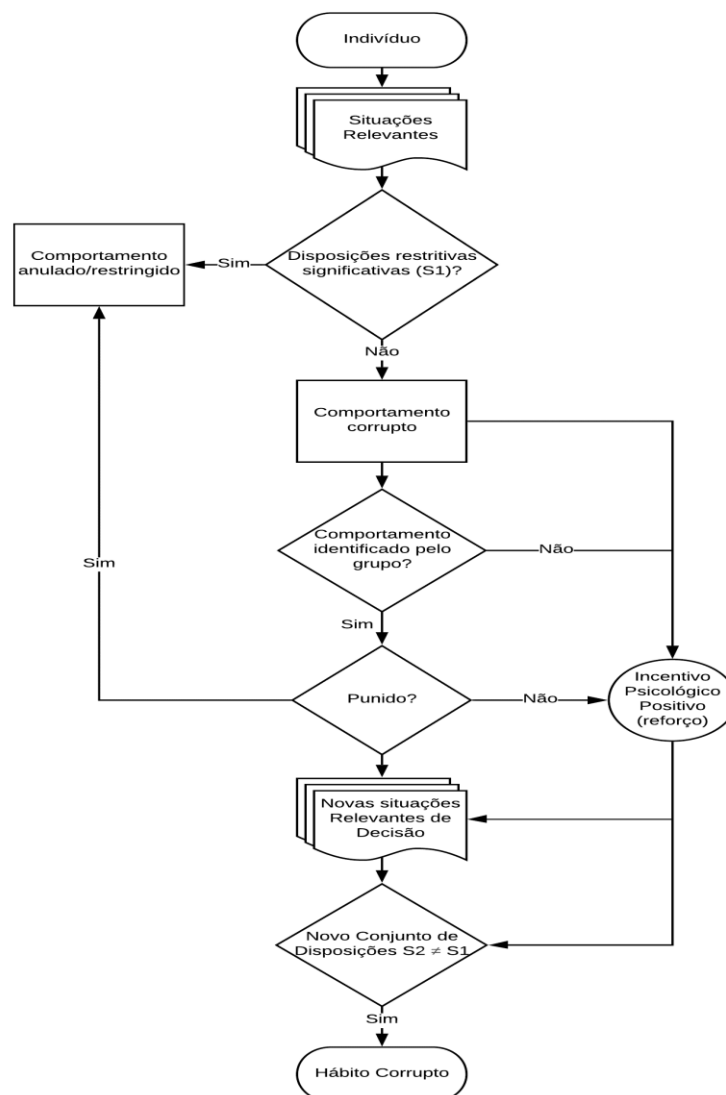 Indivíduo
Situações
Relevantes
Disposições restritivas
significativas (S1)?
Sim
Comportamento
anulado/restringido
Não
Comportamento
corrupto
Comportamento
identificado pelo
grupo?
Não
Sim
Sim
Punido?
Não
Incentivo
Psicológico
Positivo
(reforço)
Novas situações
Relevantes de
Decisão
Novo Conjunto de
Disposições S2 ≠ S1
Sim
Hábito Corrupto